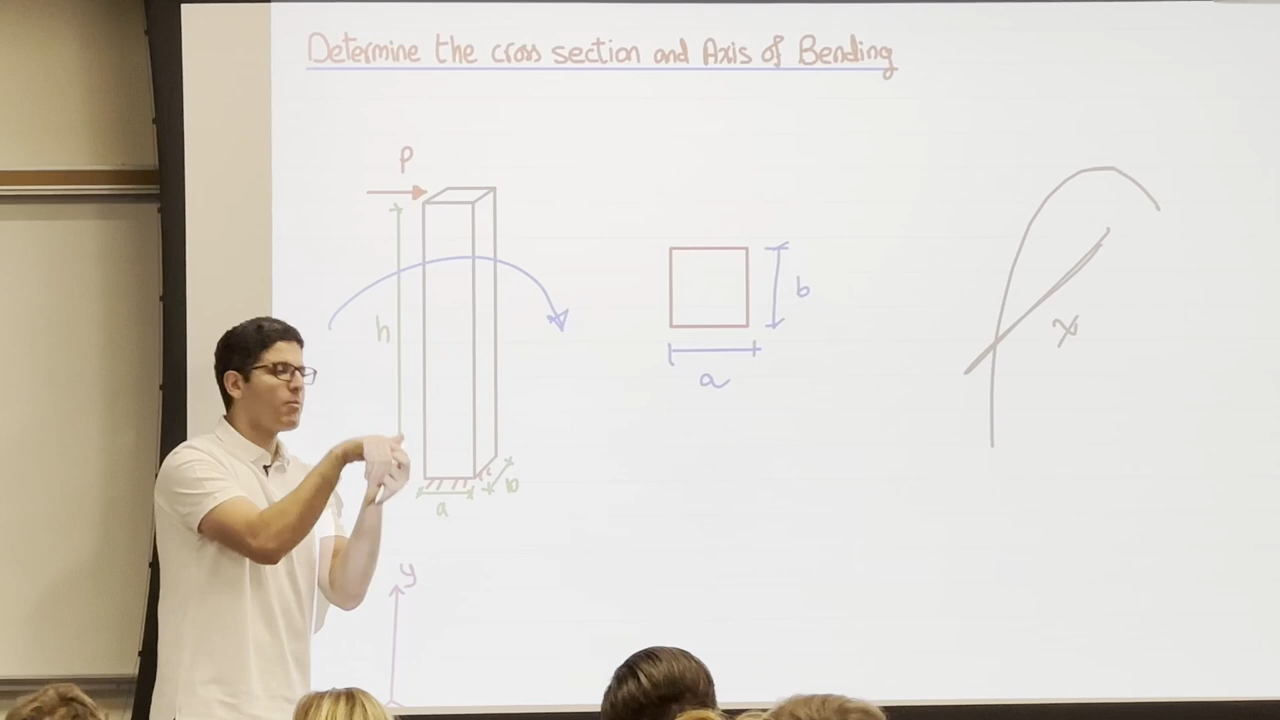 Determine the cross section and Axis of Bending
P
h
b
a
x
b
a
y